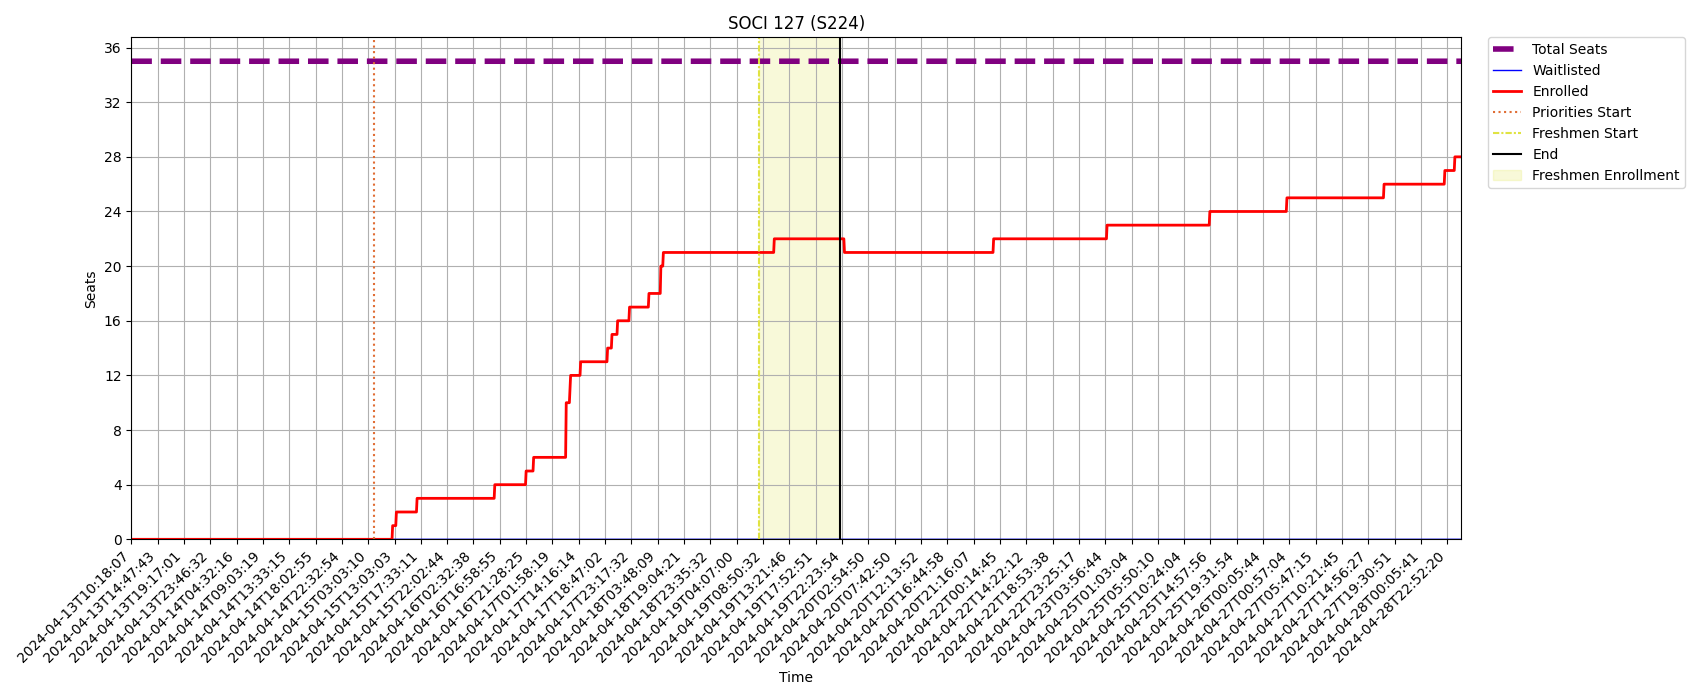 SOCI 127 (S224)
Total Seats
Waitlisted
Enrolled
Priorities Start
Freshmen Start
End
Freshmen Enrollment
Seats
36
32
28
24
20
16
12
8
4
0
2024-04-13T10:18:07
2024-04-13T14:47:43
2024-04-13T19:17:01
2024-04-13T23:46:32
2024-04-14T04:32:16
2024-04-14T09:03:19
2024-04-14T13:33:15
2024-04-14T18:02:55
2024-04-14T22:32:54
2024-04-15T03:03:10
2024-04-15T13:03:03
2024-04-15T17:33:11
2024-04-15T22:02:44
2024-04-16T02:32:38
2024-04-16T16:58:55
2024-04-16T21:28:25
2024-04-17T01:58:19
2024-04-17T14:16:14
2024-04-17T18:47:02
2024-04-17T23:17:32
2024-04-18T03:48:09
2024-04-18T19:04:21
2024-04-18T23:35:32
2024-04-19T04:07:00
2024-04-19T08:50:32
2024-04-19T13:21:46
2024-04-19T17:52:51
2024-04-19T22:23:54
2024-04-20T02:54:50
2024-04-20T07:42:50
2024-04-20T12:13:52
2024-04-20T16:44:58
2024-04-20T21:16:07
2024-04-22T00:14:45
2024-04-22T14:22:12
2024-04-22T18:53:38
2024-04-22T23:25:17
2024-04-23T03:56:44
2024-04-25T01:03:04
2024-04-25T05:50:10
2024-04-25T10:24:04
2024-04-25T14:57:56
2024-04-25T19:31:54
2024-04-26T00:05:44
2024-04-27T00:57:04
2024-04-27T05:47:15
2024-04-27T10:21:45
2024-04-27T14:56:27
2024-04-27T19:30:51
2024-04-28T00:05:41
2024-04-28T22:52:20
Time